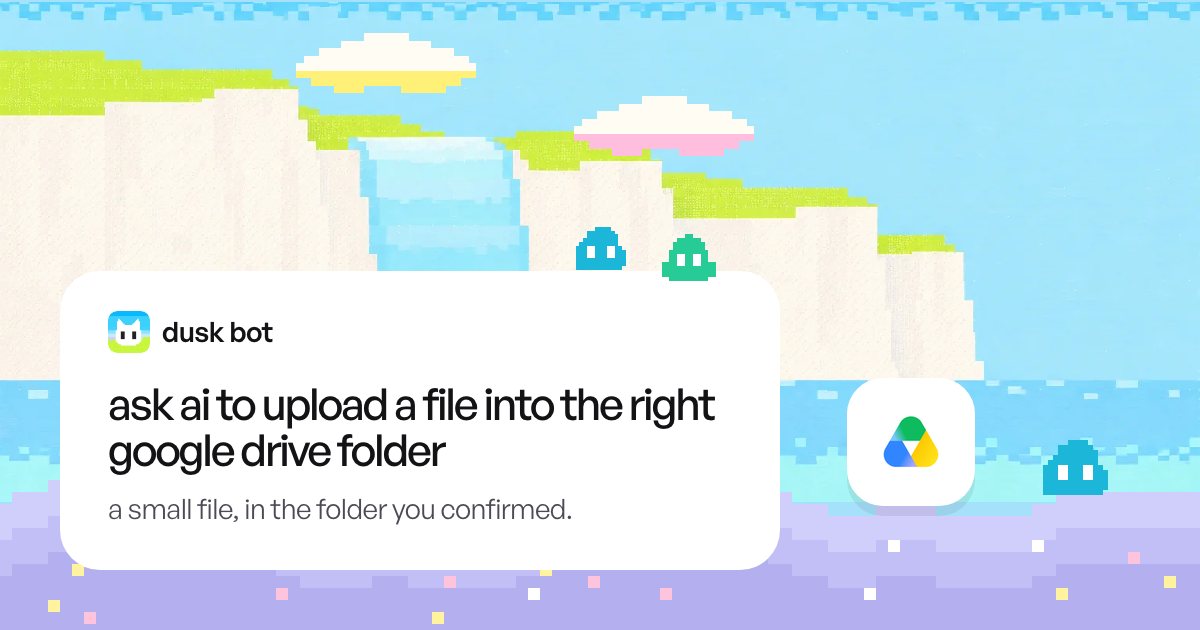 dusk bot
ask ai to upload a file into the right
google drive folder
a small file, in the folder you confirmed.